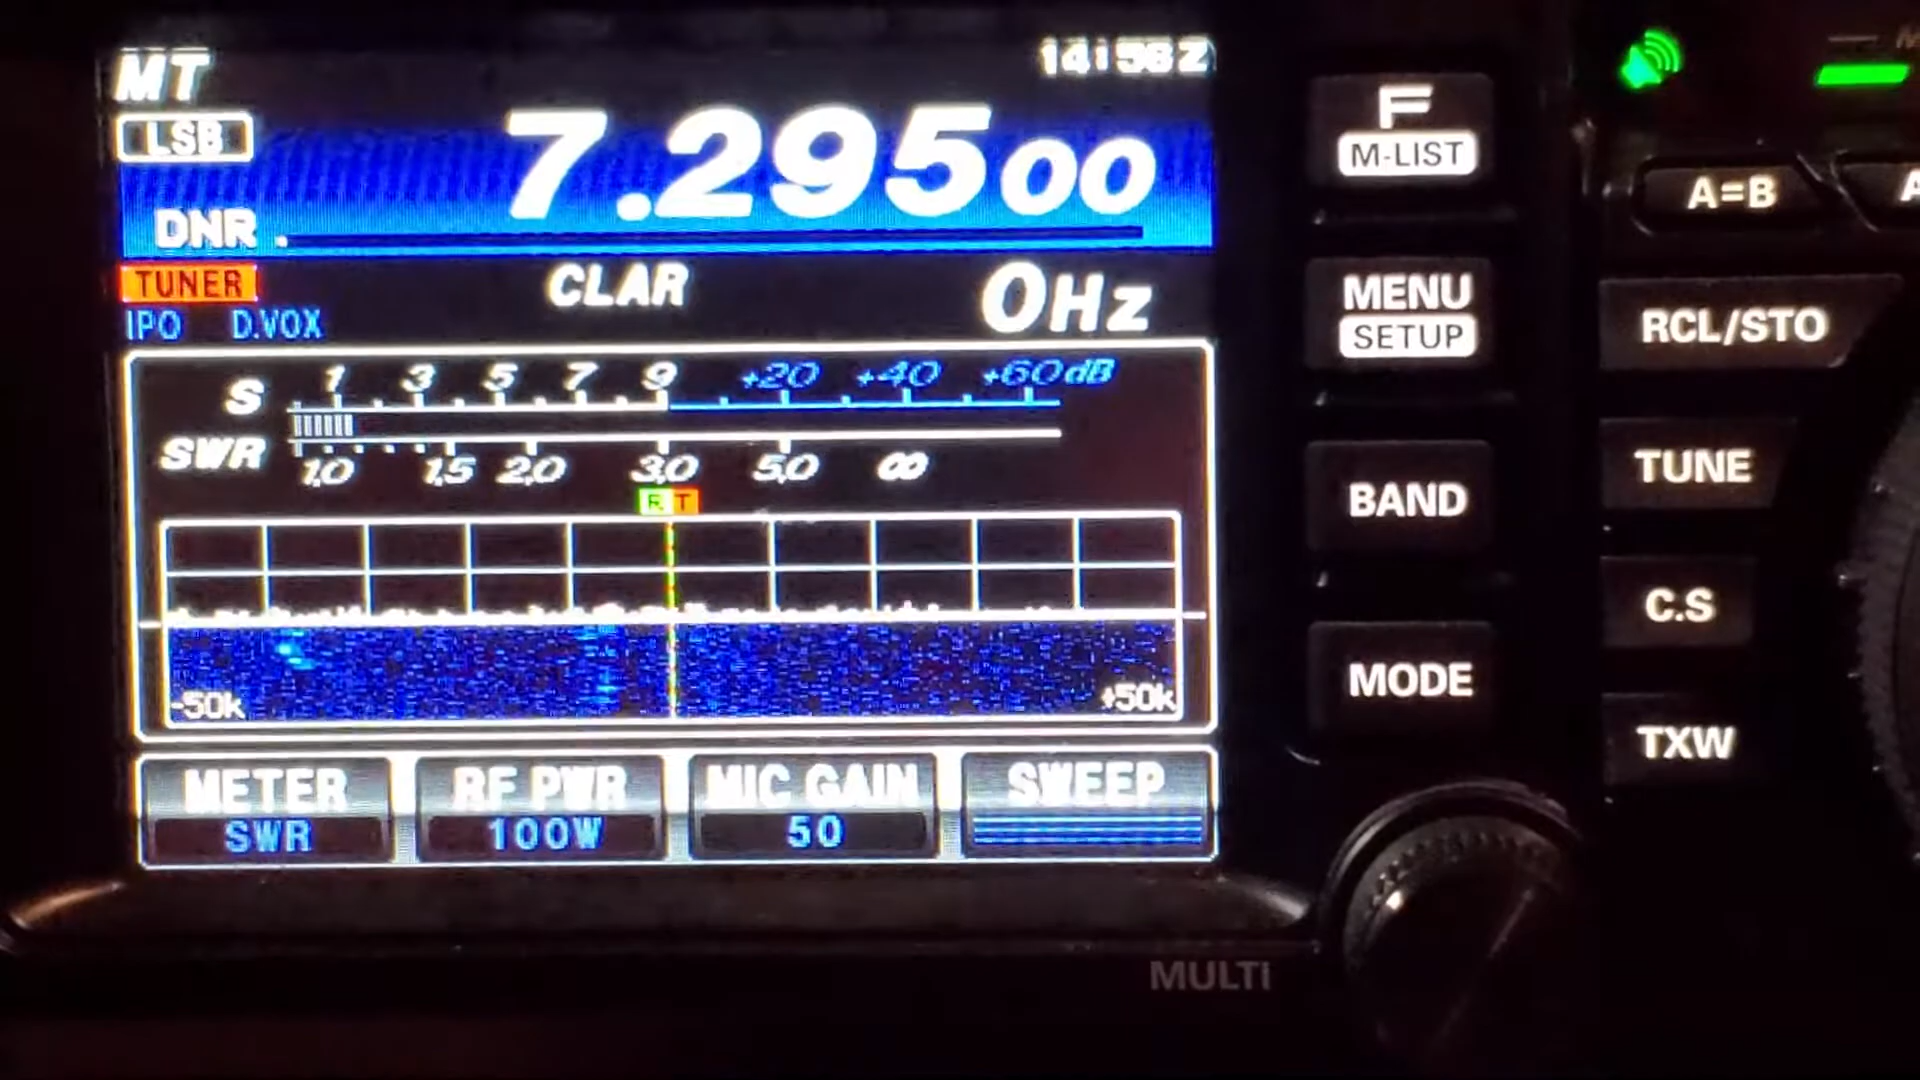 MT
14:56Z
LSB
7.29500
DNR
TUNER
CLAR
0Hz
IPO D.VOX
S 1 3 5 7 9 +20 +40 +60dB
SWR 1.0 1.5 2.0 3.0 5.0 ∞
R T
-50k +50k
METER RF PWR MIC GAIN SWEEP
SWR 100W 50
F
M-LIST
MENU
SETUP
BAND
MODE
MULTI
A=B
RCL/STO
TUNE
C.S
TXW